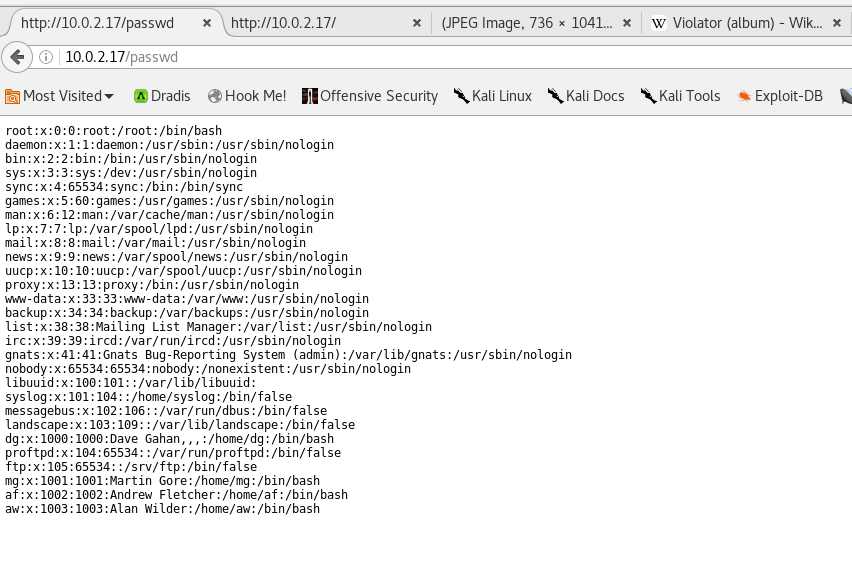 http://10.0.2.17/passwd × http://10.0.2.17/ × (JPEG Image, 736 × 1041... × W Violator (album) - Wik... ×
10.0.2.17/passwd
Most Visited Dradis Hook Me! Offensive Security Kali Linux Kali Docs Kali Tools Exploit-DB
root:x:0:0:root:/root:/bin/bash
daemon:x:1:1:daemon:/usr/sbin:/usr/sbin/nologin
bin:x:2:2:bin:/bin:/usr/sbin/nologin
sys:x:3:3:sys:/dev:/usr/sbin/nologin
sync:x:4:65534:sync:/bin:/bin/sync
games:x:5:60:games:/usr/games:/usr/sbin/nologin
man:x:6:12:man:/var/cache/man:/usr/sbin/nologin
lp:x:7:7:lp:/var/spool/lpd:/usr/sbin/nologin
mail:x:8:8:mail:/var/mail:/usr/sbin/nologin
news:x:9:9:news:/var/spool/news:/usr/sbin/nologin
uucp:x:10:10:uucp:/var/spool/uucp:/usr/sbin/nologin
proxy:x:13:13:proxy:/bin:/usr/sbin/nologin
www-data:x:33:33:www-data:/var/www:/usr/sbin/nologin
backup:x:34:34:backup:/var/backups:/usr/sbin/nologin
list:x:38:38:Mailing List Manager:/var/list:/usr/sbin/nologin
irc:x:39:39:ircd:/var/run/ircd:/usr/sbin/nologin
gnats:x:41:41:Gnats Bug-Reporting System (admin):/var/lib/gnats:/usr/sbin/nologin
nobody:x:65534:65534:nobody:/nonexistent:/usr/sbin/nologin
libuuid:x:100:101::/var/lib/libuuid:
syslog:x:101:104::/home/syslog:/bin/false
messagebus:x:102:106::/var/run/dbus:/bin/false
landscape:x:103:109::/var/lib/landscape:/bin/false
dg:x:1000:1000:Dave Gahan,,,:/home/dg:/bin/bash
proftpd:x:104:65534::/var/run/proftpd:/bin/false
ftp:x:105:65534::/srv/ftp:/bin/false
mg:x:1001:1001:Martin Gore:/home/mg:/bin/bash
af:x:1002:1002:Andrew Fletcher:/home/af:/bin/bash
aw:x:1003:1003:Alan Wilder:/home/aw:/bin/bash